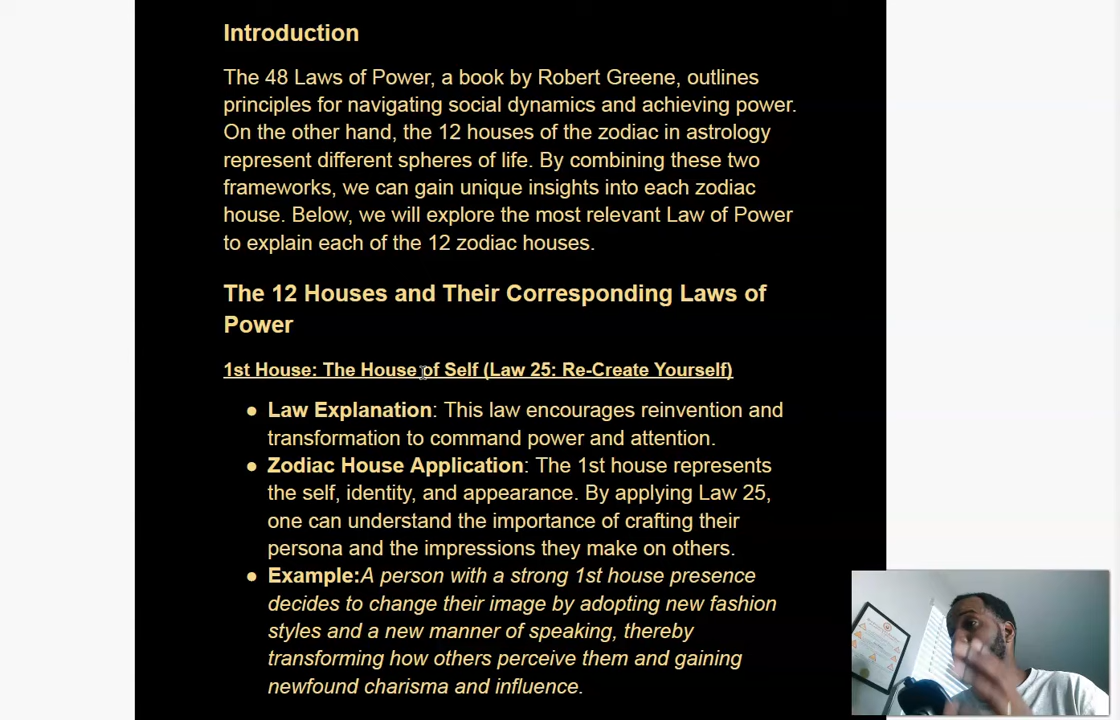 Introduction
The 48 Laws of Power, a book by Robert Greene, outlines
principles for navigating social dynamics and achieving power.
On the other hand, the 12 houses of the zodiac in astrology
represent different spheres of life. By combining these two
frameworks, we can gain unique insights into each zodiac
house. Below, we will explore the most relevant Law of Power
to explain each of the 12 zodiac houses.
The 12 Houses and Their Corresponding Laws of
Power
1st House: The House of Self (Law 25: Re-Create Yourself)
● Law Explanation: This law encourages reinvention and
transformation to command power and attention.
● Zodiac House Application: The 1st house represents
the self, identity, and appearance. By applying Law 25,
one can understand the importance of crafting their
persona and the impressions they make on others.
● Example:A person with a strong 1st house presence
decides to change their image by adopting new fashion
styles and a new manner of speaking, thereby
transforming how others perceive them and gaining
newfound charisma and influence.